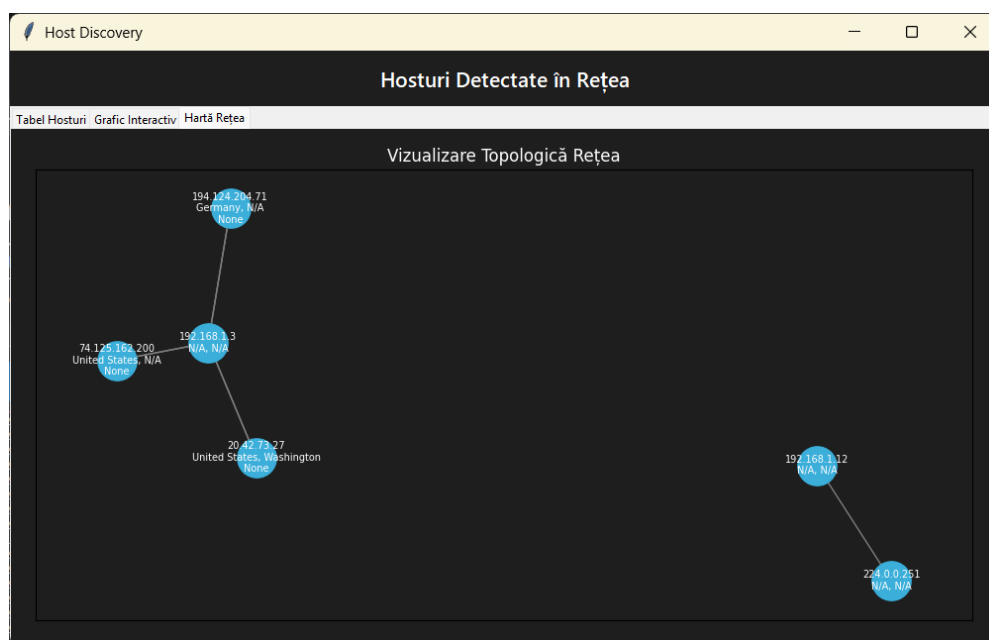 Host Discovery
Hosturi Detectate în Rețea
Tabel Hosturi Grafic Interactiv Hartă Rețea
Vizualizare Topologică Rețea
194.124.204.71
Germany, N/A
None
192.168.1.3
N/A, N/A
74.125.162.200
United States, N/A
None
20.42.73.27
United States, Washington
None
192.168.1.12
N/A, N/A
224.0.0.251
N/A, N/A